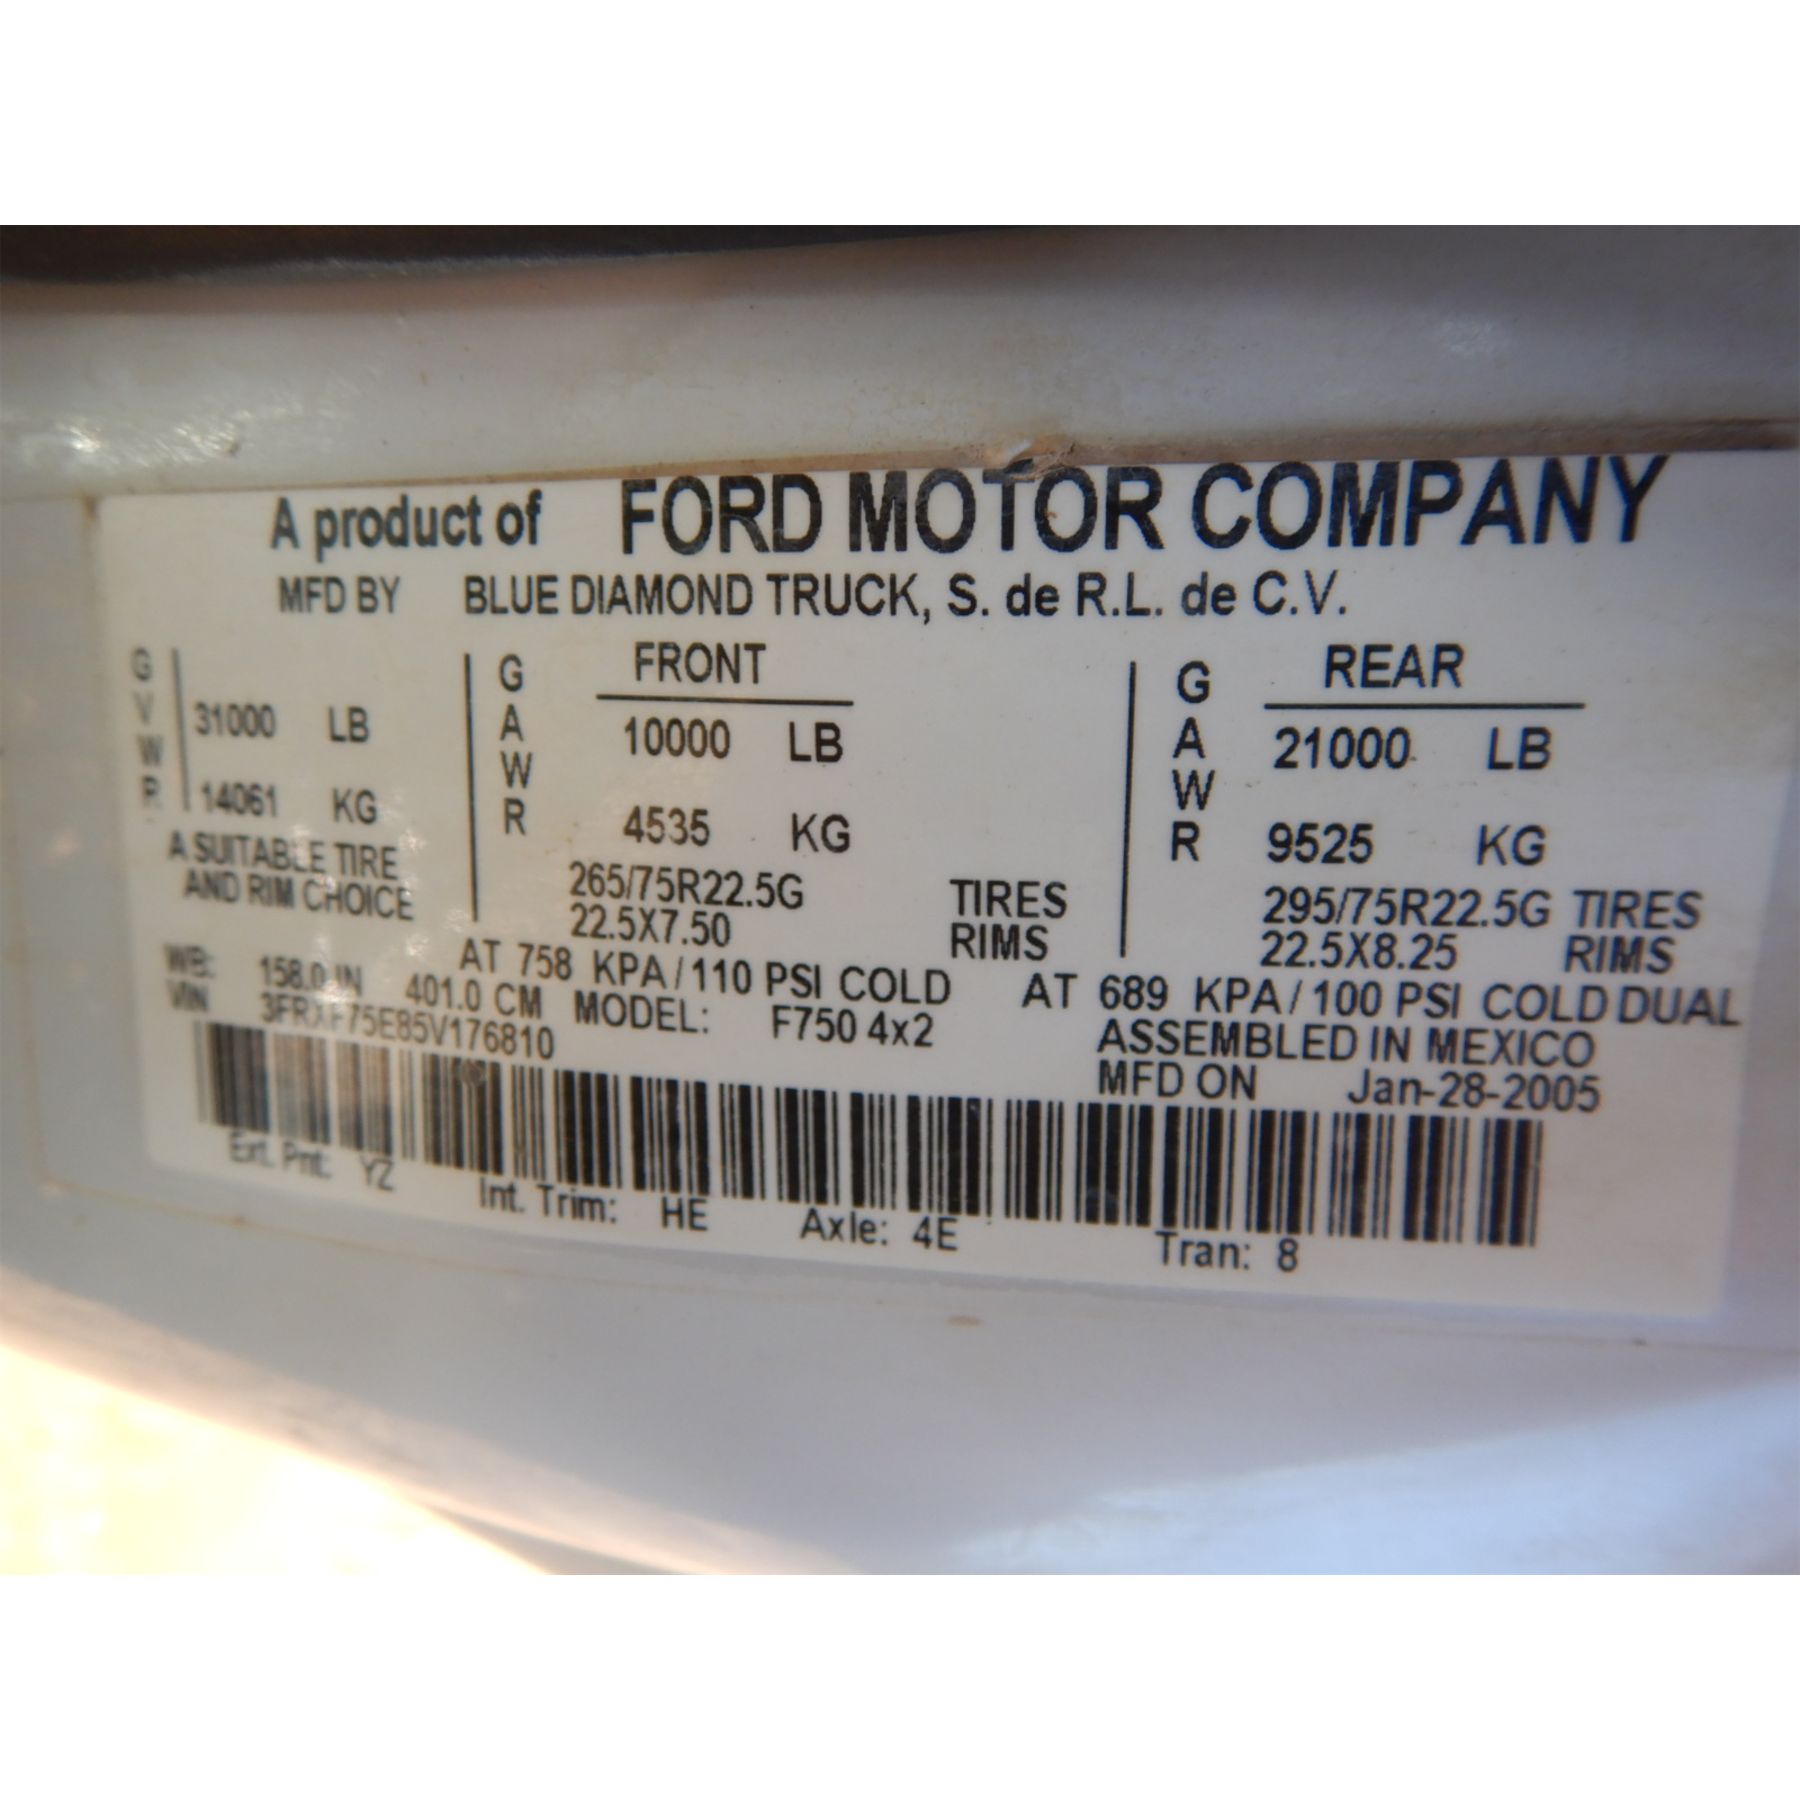 A product of FORD MOTOR COMPANY
MFD BY BLUE DIAMOND TRUCK, S. de R.L. de C.V.
GVWR 31000 LB
14061 KG
A SUITABLE TIRE
AND RIM CHOICE
GAWR FRONT
10000 LB
4535 KG
265/75R22.5G TIRES
22.5X7.50 RIMS
AT 758 KPA / 110 PSI COLD
GAWR REAR
21000 LB
9525 KG
295/75R22.5G TIRES
22.5X8.25 RIMS
AT 689 KPA / 100 PSI COLD DUAL
WB: 158.0 IN 401.0 CM MODEL: F750 4x2
ASSEMBLED IN MEXICO
VIN 3FRXF75E85V176810
MFD ON Jan-28-2005
Ext. Pnt: YZ Int. Trim: HE Axle: 4E Tran: 8